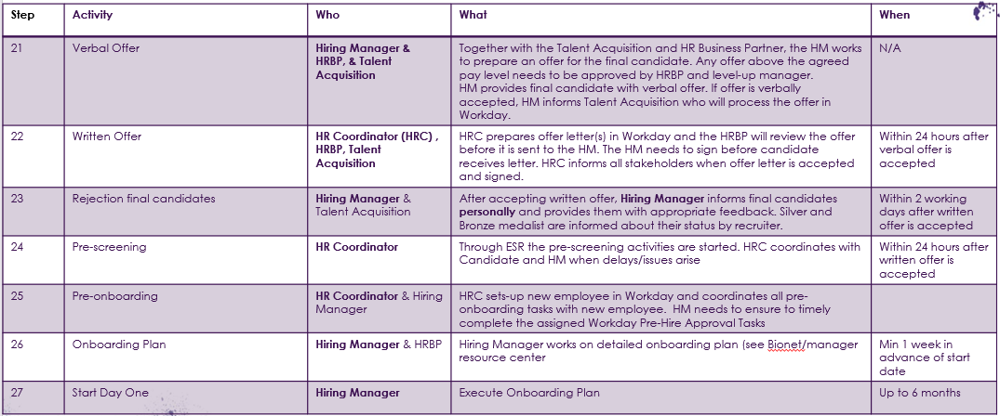 Step Activity Who What When
21 Verbal Offer Hiring Manager & HRBP, & Talent Acquisition
Together with the Talent Acquisition and HR Business Partner, the HM works
to prepare an offer for the final candidate. Any offer above the agreed
pay level needs to be approved by HRBP and level-up manager.
HM provides final candidate with verbal offer. If offer is verbally
accepted, HM informs Talent Acquisition who will process the offer in
Workday.
N/A
22 Written Offer
HR Coordinator (HRC) ,
HRBP, Talent
Acquisition
HRC prepares offer letter(s) in Workday and the HRBP will review the offer
before it is sent to the HM. The HM needs to sign before candidate
receives letter. HRC informs all stakeholders when offer letter is accepted
and signed.
Within 24 hours after
verbal offer is
accepted
23 Rejection final candidates
Hiring Manager &
Talent Acquisition
After accepting written offer, Hiring Manager informs final candidates
personally and provides them with appropriate feedback. Silver and
Bronze medalist are informed about their status by recruiter.
Within 2 working
days after written
offer is accepted
24 Pre-screening
HR Coordinator
Through ESR the pre-screening activities are started. HRC coordinates with
Candidate and HM when delays/issues arise
Within 24 hours after
written offer is
accepted
25 Pre-onboarding
HR Coordinator & Hiring
Manager
HRC sets-up new employee in Workday and coordinates all pre-
onboarding tasks with new employee. HM needs to ensure to timely
complete the assigned Workday Pre-Hire Approval Tasks
26 Onboarding Plan
Hiring Manager & HRBP
Hiring Manager works on detailed onboarding plan (see Bionet/manager
resource center
Min 1 week in
advance of start
date
27 Start Day One
Hiring Manager
Execute Onboarding Plan
Up to 6 months